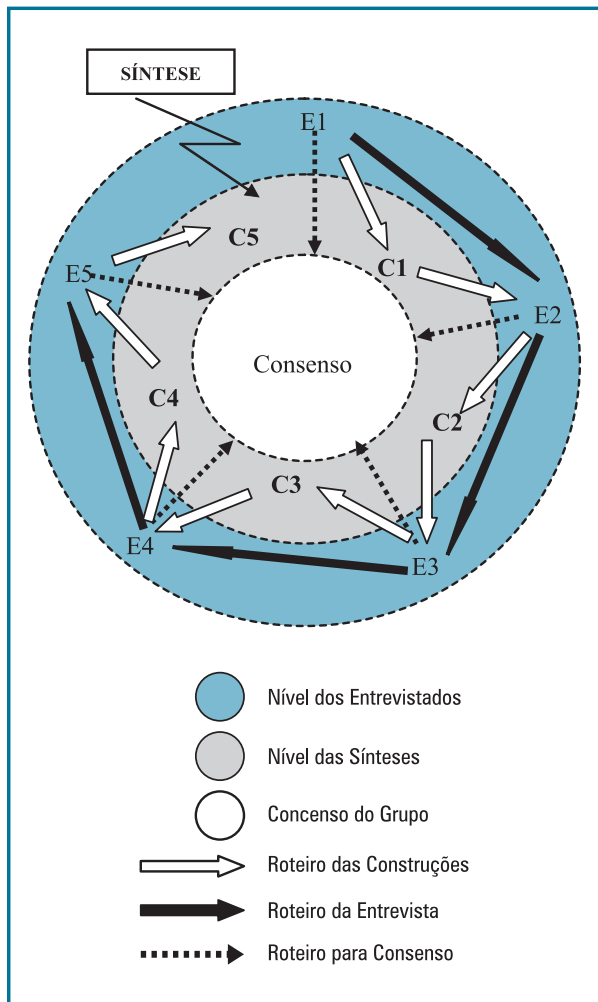 SÍNTESE
E1
C5
C1
E5
E2
Consenso
C4
C2
C3
E4
E3
Nível dos Entrevistados
Nível das Sínteses
Concenso do Grupo
Roteiro das Construções
Roteiro da Entrevista
Roteiro para Consenso